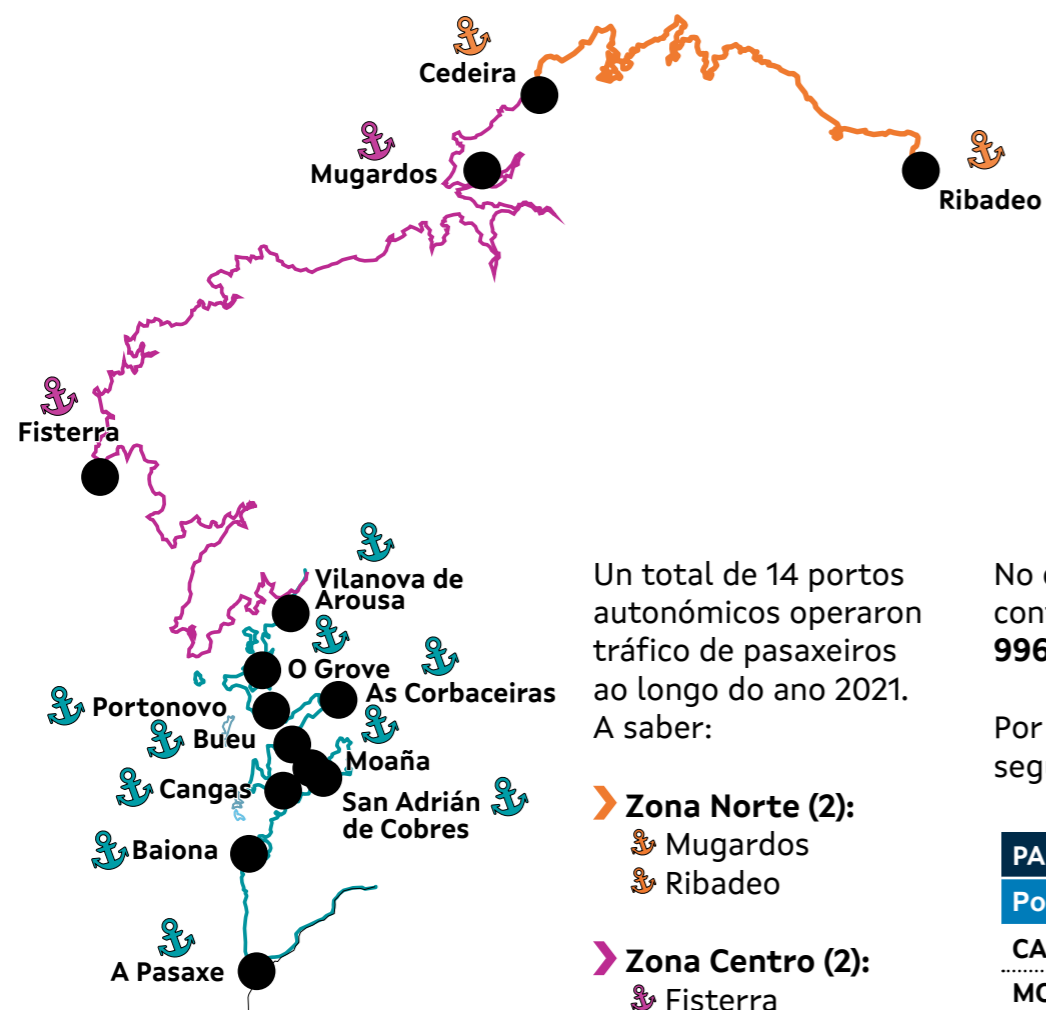 Cedeira
Mugardos
Ribadeo
Fisterra
Vilanova de
Arousa
O Grove
As Corbaceiras
Portonovo
Bueu
Moaña
Cangas
San Adrián
de Cobres
Baiona
A Pasaxe
Un total de 14 portos
autonómicos operaron
tráfico de pasaxeiros
ao longo do ano 2021.
A saber:
Zona Norte (2):
Mugardos
Ribadeo
Zona Centro (2):
Fisterra
No
996
Por
PA
Po
CA
MO